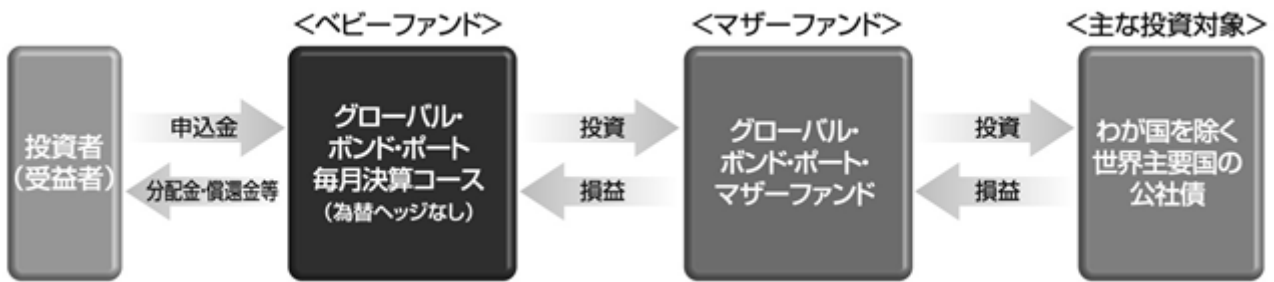 <ベビーファンド>
<マザーファンド>
<主な投資対象>
投資者
(受益者)
申込金
分配金・償還金等
グローバル・
ボンド・ポート
毎月決算コース
(為替ヘッジなし)
投資
損益
グローバル・
ボンド・ポート・
マザーファンド
投資
損益
わが国を除く
世界主要国の
公社債